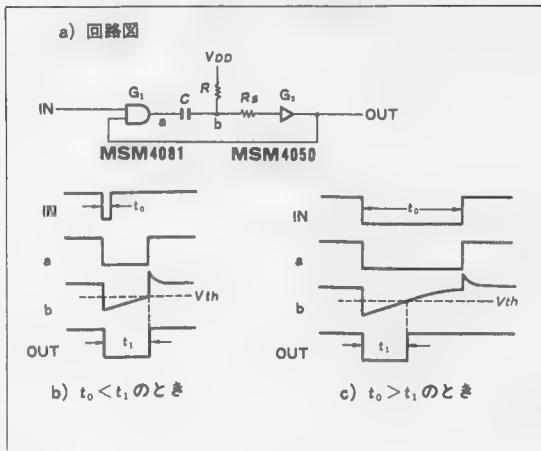 a) 回路図
VDD
G₁ C R Rs G₂
IN a b OUT
MSM4081 MSM4050
IN t₀
a
b Vth
OUT t₁
b) t₀<t₁のとき
IN t₀
a
b Vth
OUT t₁
c) t₀>t₁のとき